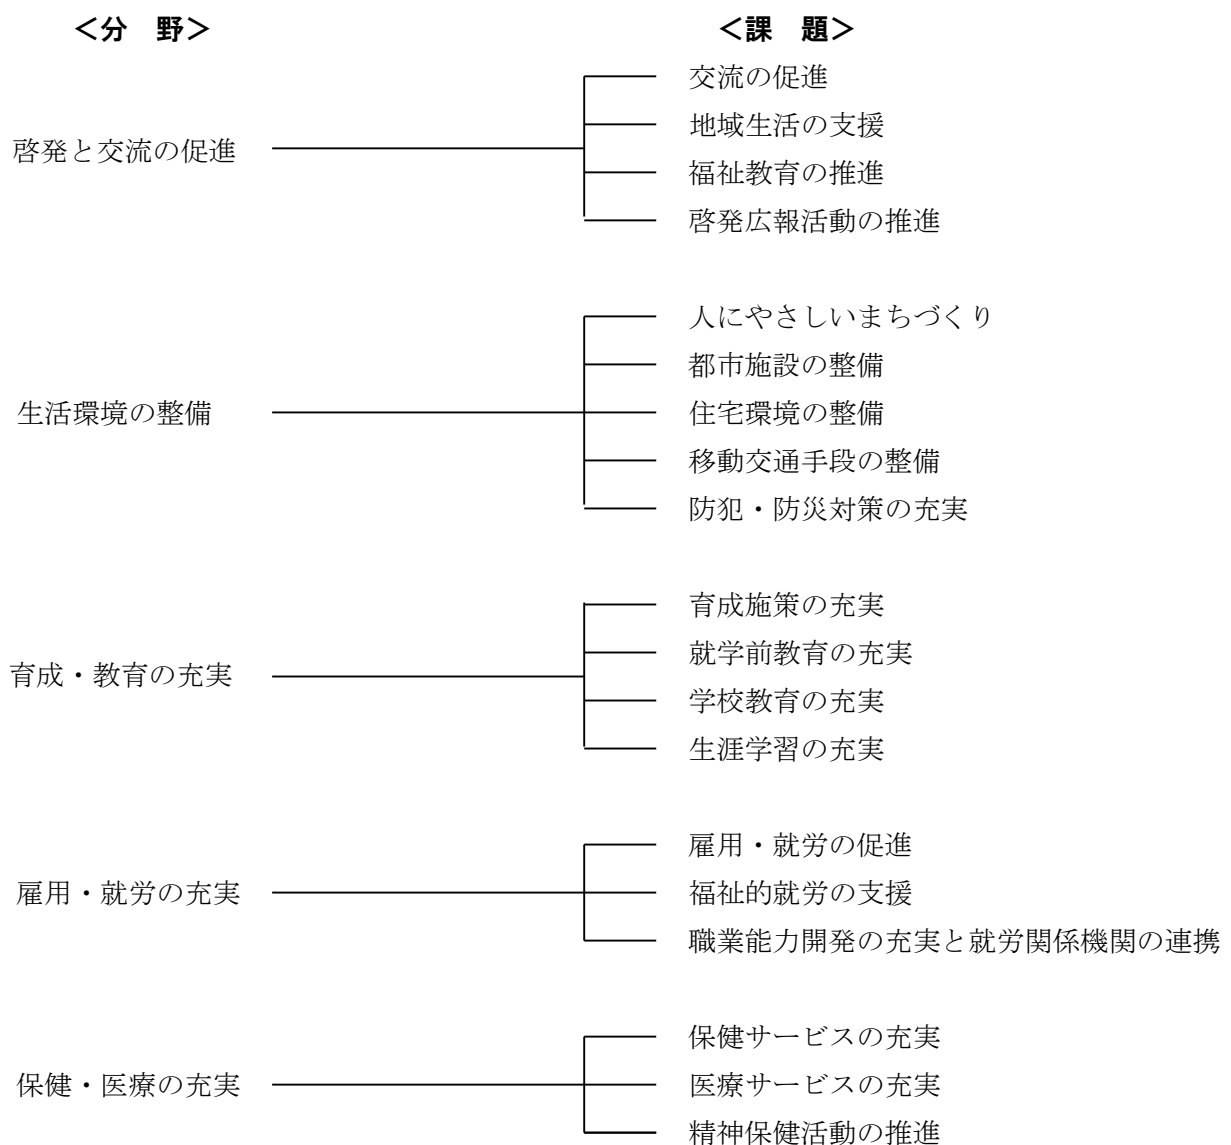 ＜分　野＞
＜課　題＞
啓発と交流の促進
交流の促進
地域生活の支援
福祉教育の推進
啓発広報活動の推進
生活環境の整備
人にやさしいまちづくり
都市施設の整備
住宅環境の整備
移動交通手段の整備
防犯・防災対策の充実
育成・教育の充実
育成施策の充実
就学前教育の充実
学校教育の充実
生涯学習の充実
雇用・就労の充実
雇用・就労の促進
福祉的就労の支援
職業能力開発の充実と就労関係機関の連携
保健・医療の充実
保健サービスの充実
医療サービスの充実
精神保健活動の推進